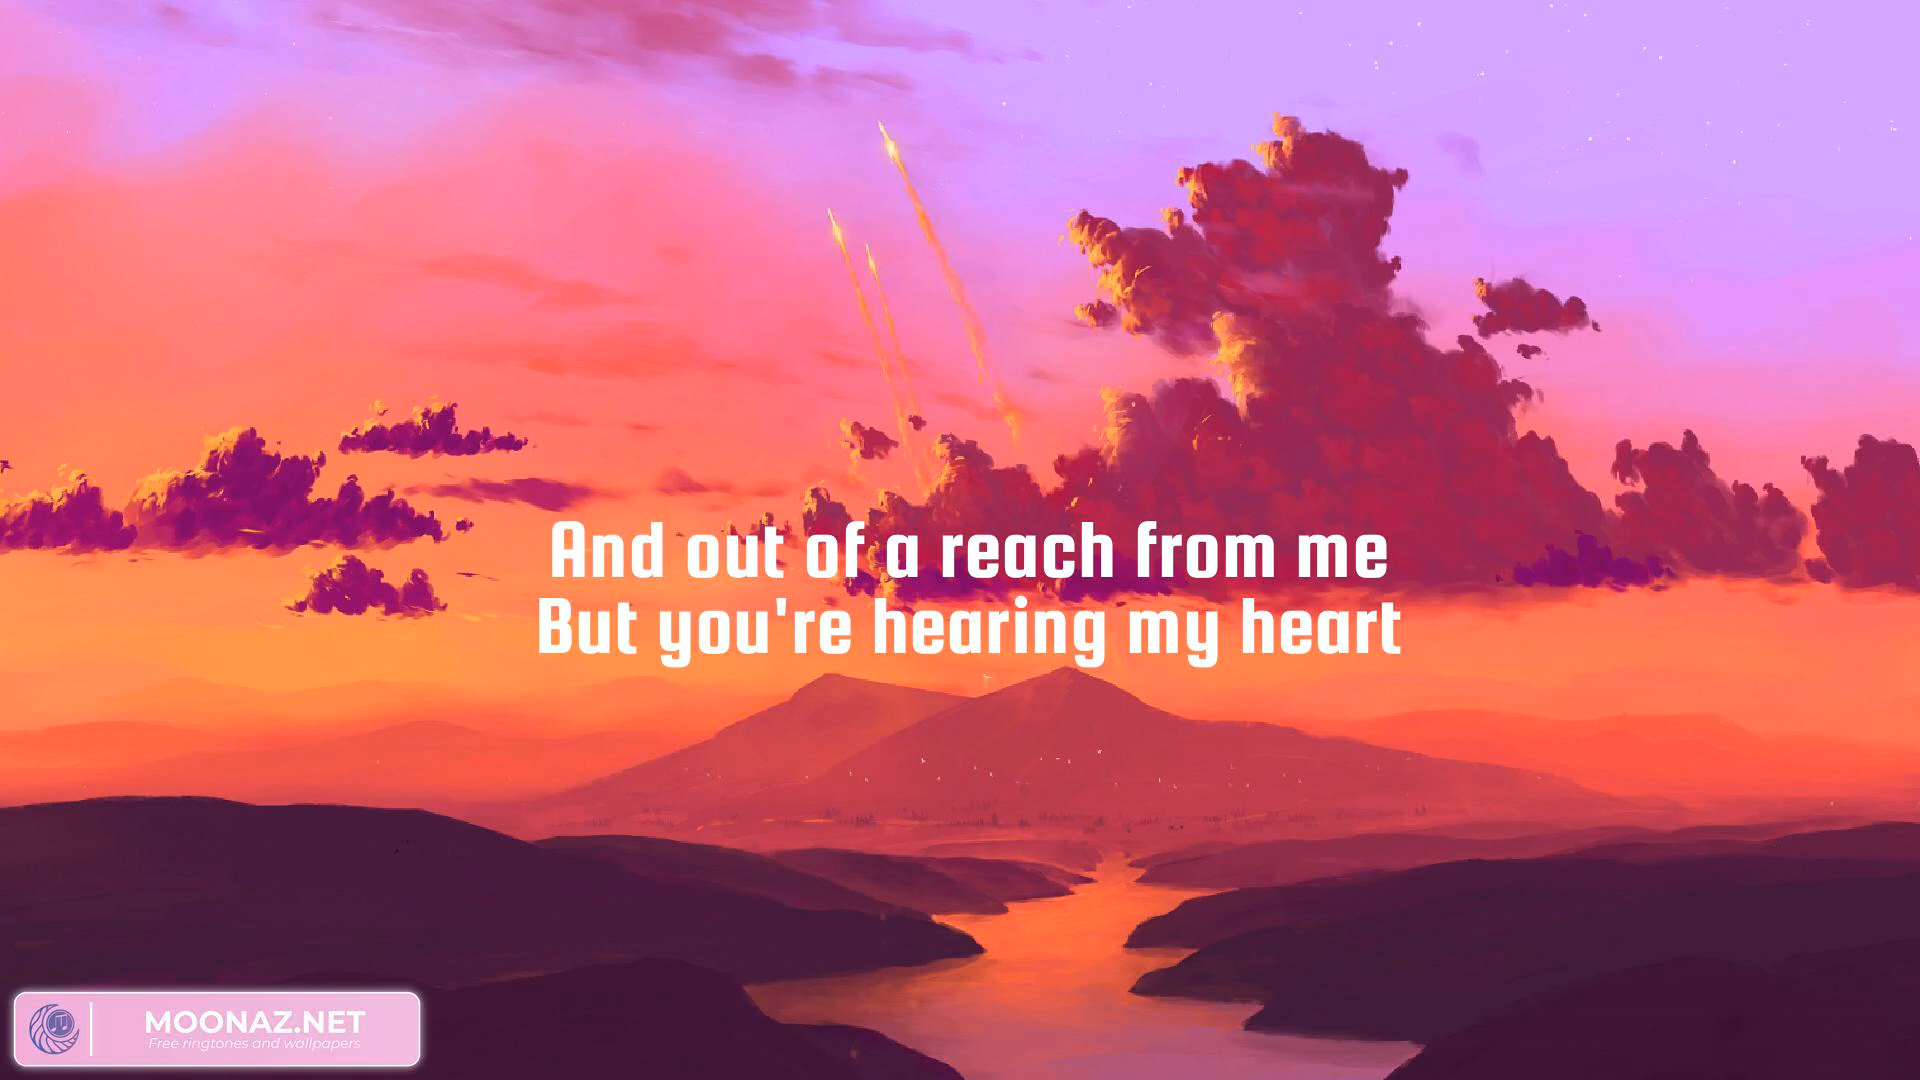 And out of a reach from me
But you're hearing my heart
MOONAZ.NET
Free ringtones and wallpapers